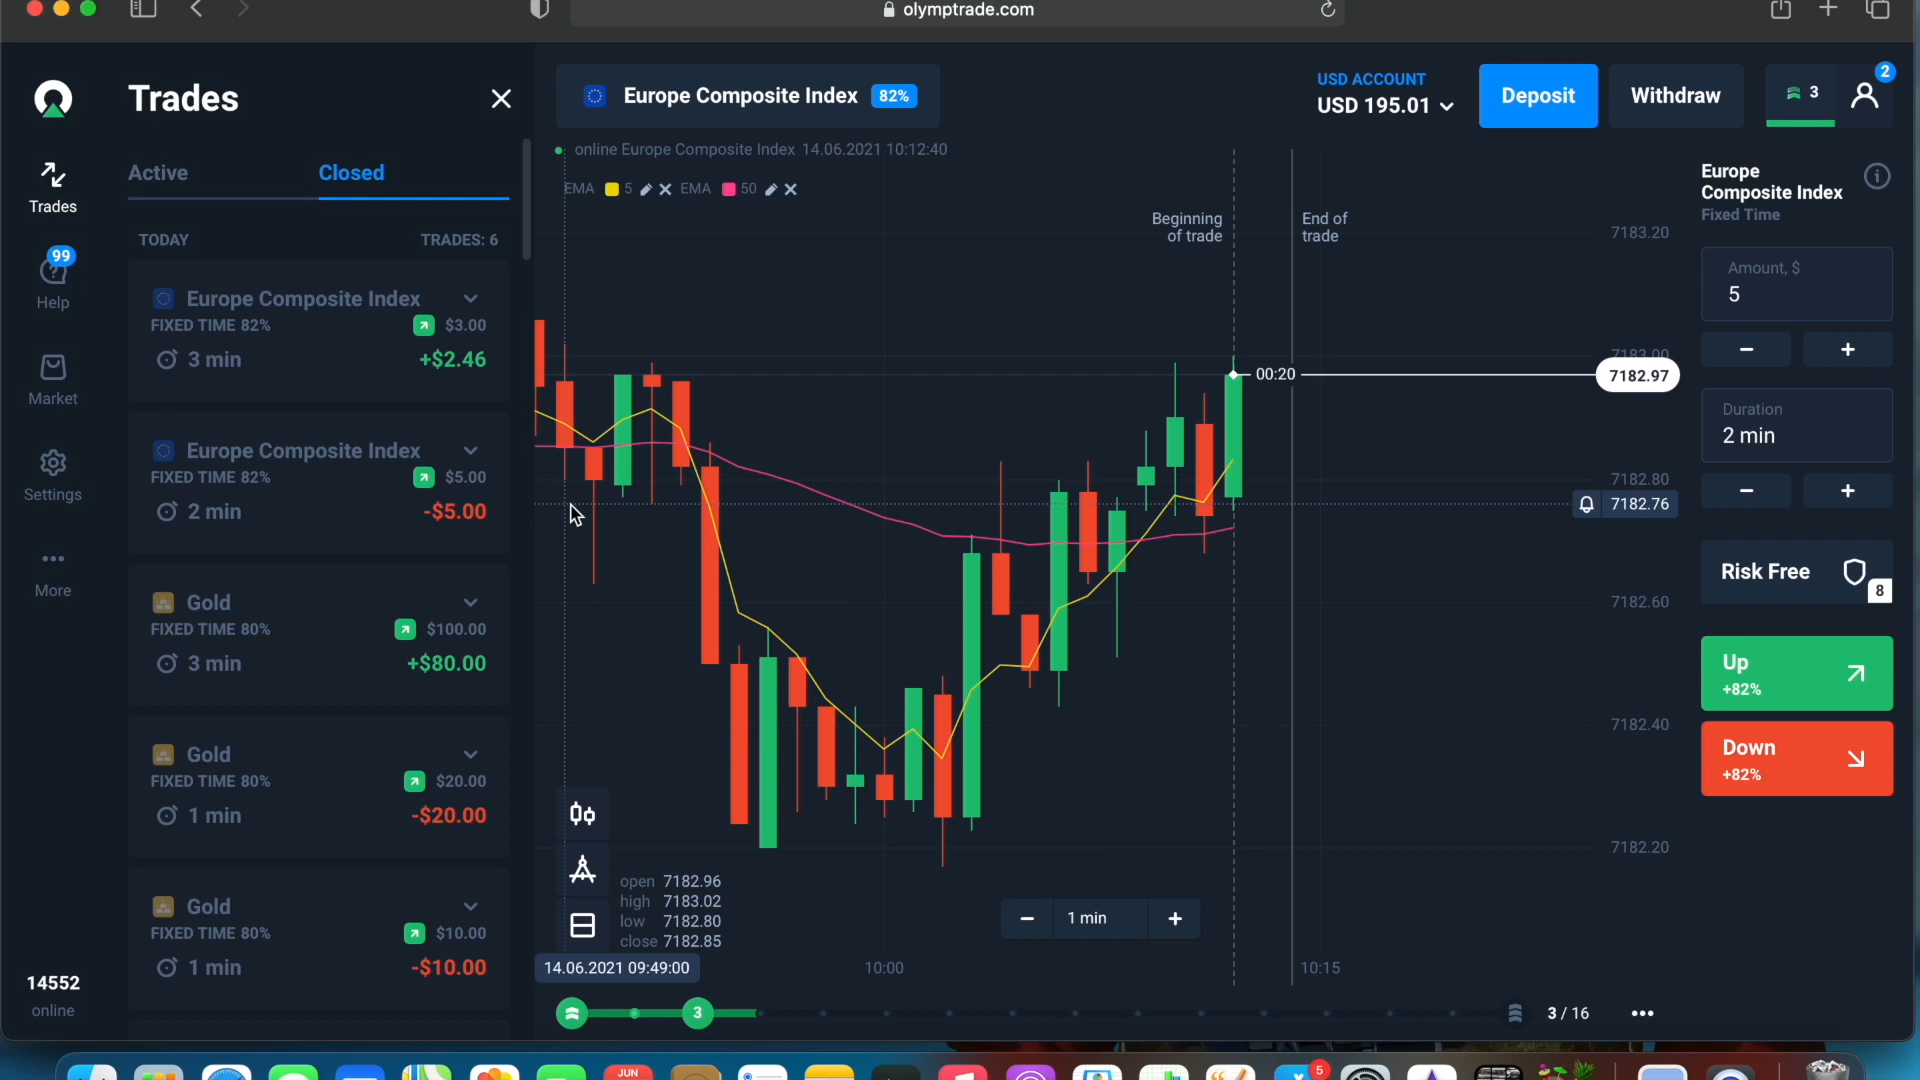 olymptrade.com
Trades
Active
Closed
TODAY
TRADES: 6
Europe Composite Index
FIXED TIME 82%
$3.00
3 min
+$2.46
Europe Composite Index
FIXED TIME 82%
$5.00
2 min
-$5.00
Gold
FIXED TIME 80%
$100.00
3 min
+$80.00
Gold
FIXED TIME 80%
$20.00
1 min
-$20.00
Gold
FIXED TIME 80%
$10.00
1 min
-$10.00
Trades
99
Help
Market
Settings
More
14552
online
Europe Composite Index 82%
online Europe Composite Index 14.06.2021 10:12:40
EMA 5 EMA 50
Beginning
of trade
End of
trade
00:20
7183.20
7183.00
7182.97
7182.80
7182.76
7182.60
7182.40
7182.20
open 7182.96
high 7183.02
low 7182.80
close 7182.85
1 min
14.06.2021 09:49:00
10:00
10:15
3
3 / 16
USD ACCOUNT
USD 195.01
Deposit
Withdraw
3
2
Europe
Composite Index
Fixed Time
Amount, $
5
Duration
2 min
Risk Free
8
Up
+82%
Down
+82%
JUN
5